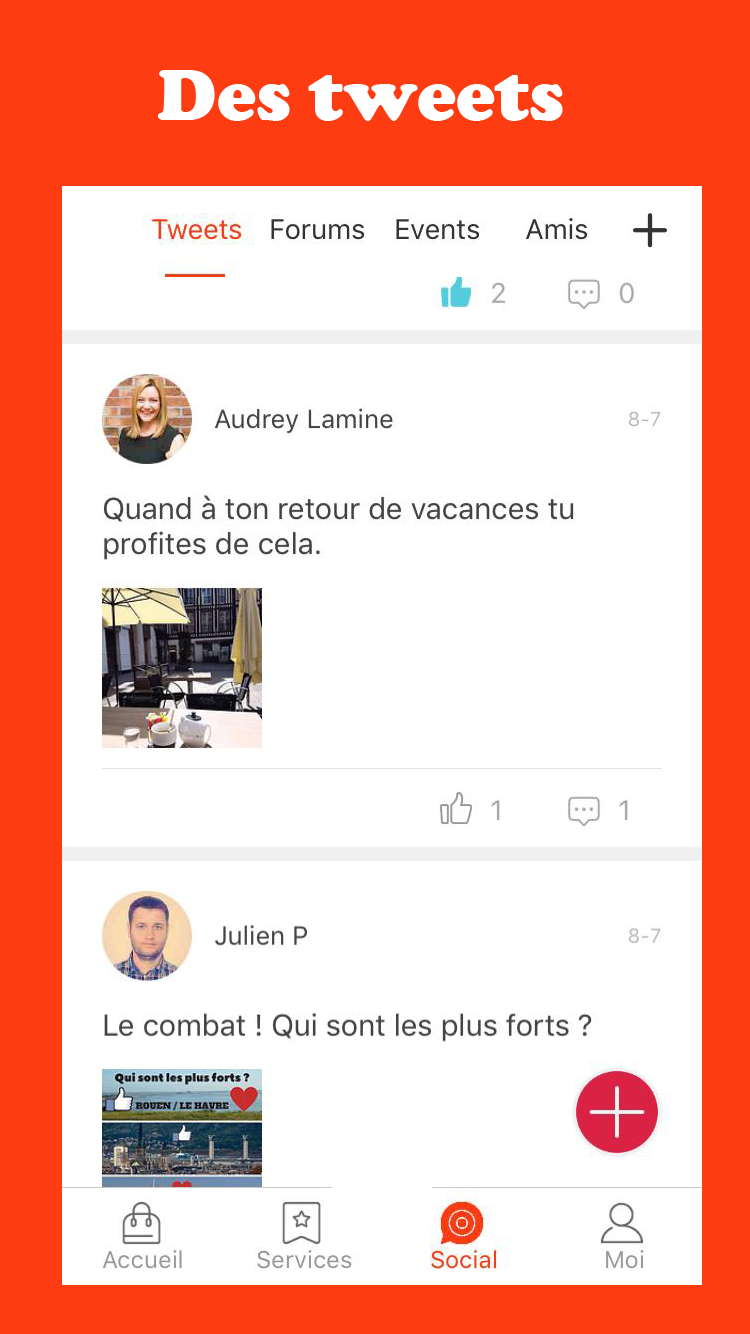 Des tweets
Tweets Forums Events Amis
2 0
Audrey Lamine 8-7
Quand à ton retour de vacances tu
profites de cela.
1 1
Julien P 8-7
Le combat ! Qui sont les plus forts ?
Qui sont les plus forts ?
ROUEN / LE HAVRE
Accueil Services Social Moi